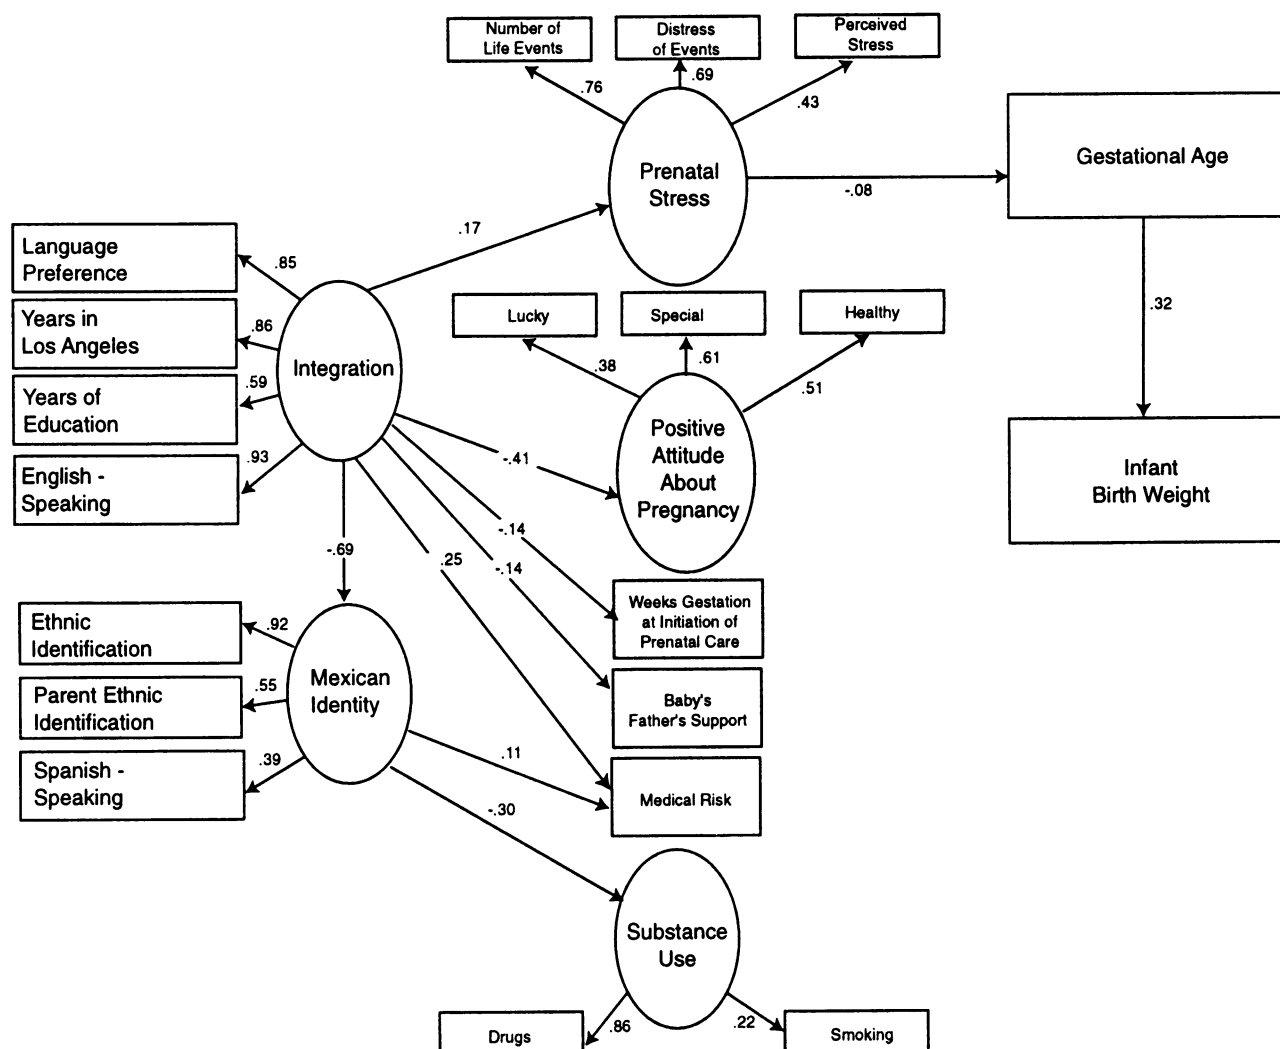 Number of
Life Events
Distress
of Events
Perceived
Stress
.76
.69
.43
Prenatal
Stress
Gestational Age
-.08
.17
Language
Preference
.85
Years in
Los Angeles
.86
Integration
Years of
Education
.59
English -
Speaking
.93
Lucky
Special
Healthy
.38
.61
.51
.32
Positive
Attitude
About
Pregnancy
Infant
Birth Weight
-.41
-.14
-.14
.25
-.69
Weeks Gestation
at Initiation of
Prenatal Care
Ethnic
Identification
.92
Parent Ethnic
Identification
.55
Mexican
Identity
Baby's
Father's Support
Spanish -
Speaking
.39
.11
Medical Risk
-.30
Substance
Use
.86
.22
Drugs
Smoking